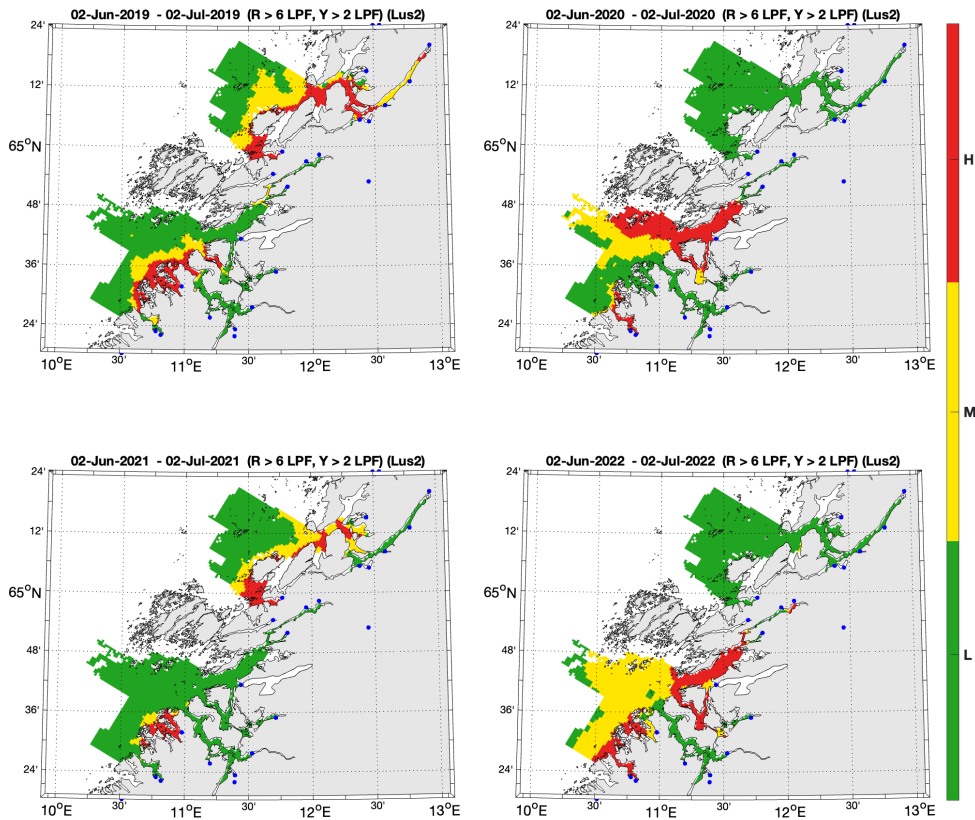 02-Jun-2019 - 02-Jul-2019 (R > 6 LPF, Y > 2 LPF) (Lus2)
24'
12'
65°N
48'
36'
24'
10°E 30' 11°E 30' 12°E 30' 13°E
02-Jun-2020 - 02-Jul-2020 (R > 6 LPF, Y > 2 LPF) (Lus2)
24'
12'
65°N
48'
36'
24'
10°E 30' 11°E 30' 12°E 30' 13°E
02-Jun-2021 - 02-Jul-2021 (R > 6 LPF, Y > 2 LPF) (Lus2)
24'
12'
65°N
48'
36'
24'
10°E 30' 11°E 30' 12°E 30' 13°E
02-Jun-2022 - 02-Jul-2022 (R > 6 LPF, Y > 2 LPF) (Lus2)
24'
12'
65°N
48'
36'
24'
10°E 30' 11°E 30' 12°E 30' 13°E
H
M
L